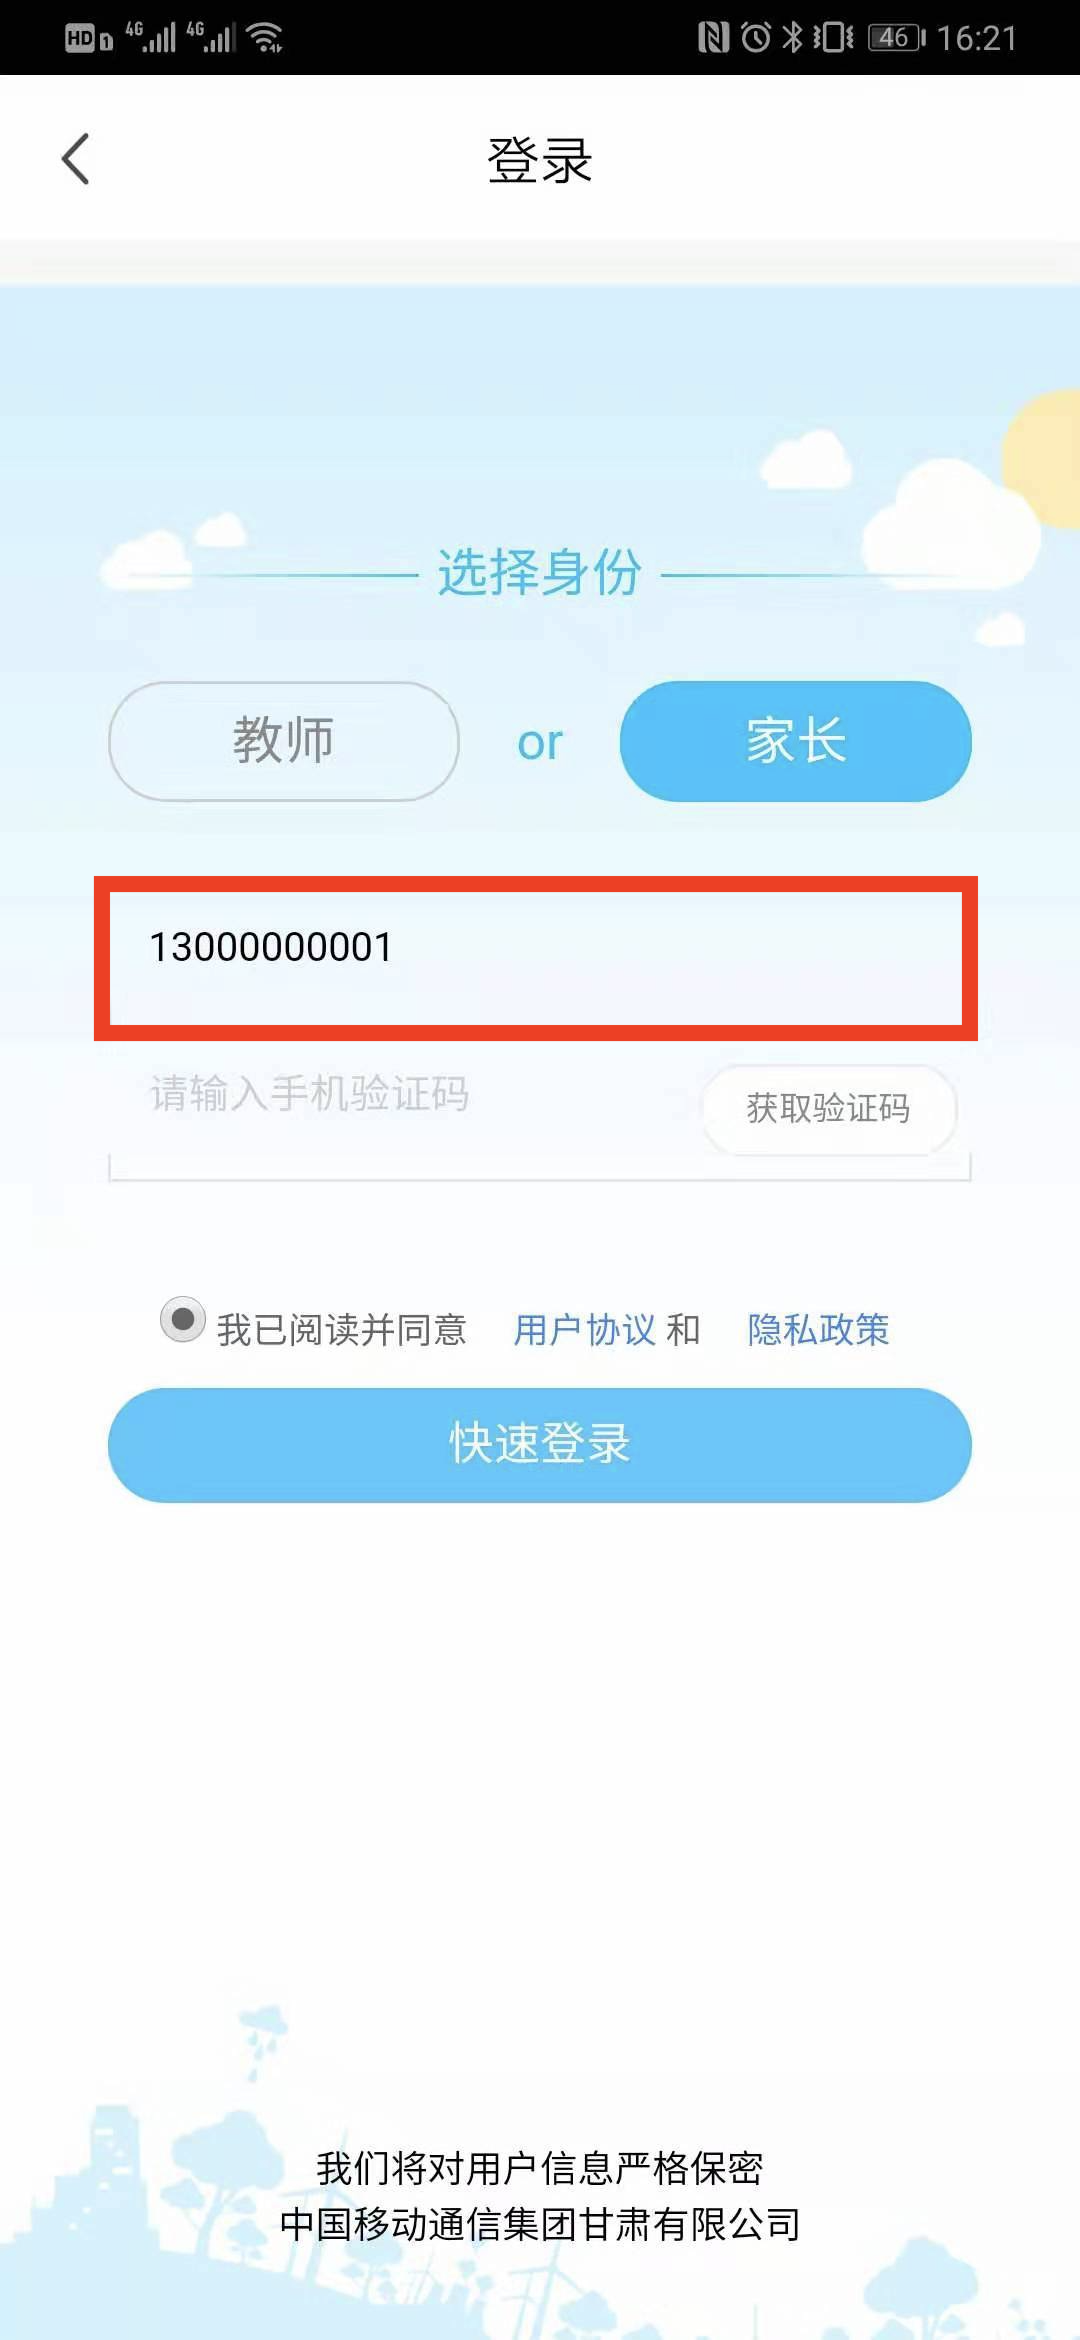 HD 1 4G 4G 46 16:21
登录
选择身份
教师 or 家长
13000000001
请输入手机验证码 获取验证码
我已阅读并同意 用户协议 和 隐私政策
快速登录
我们将对用户信息严格保密
中国移动通信集团甘肃有限公司